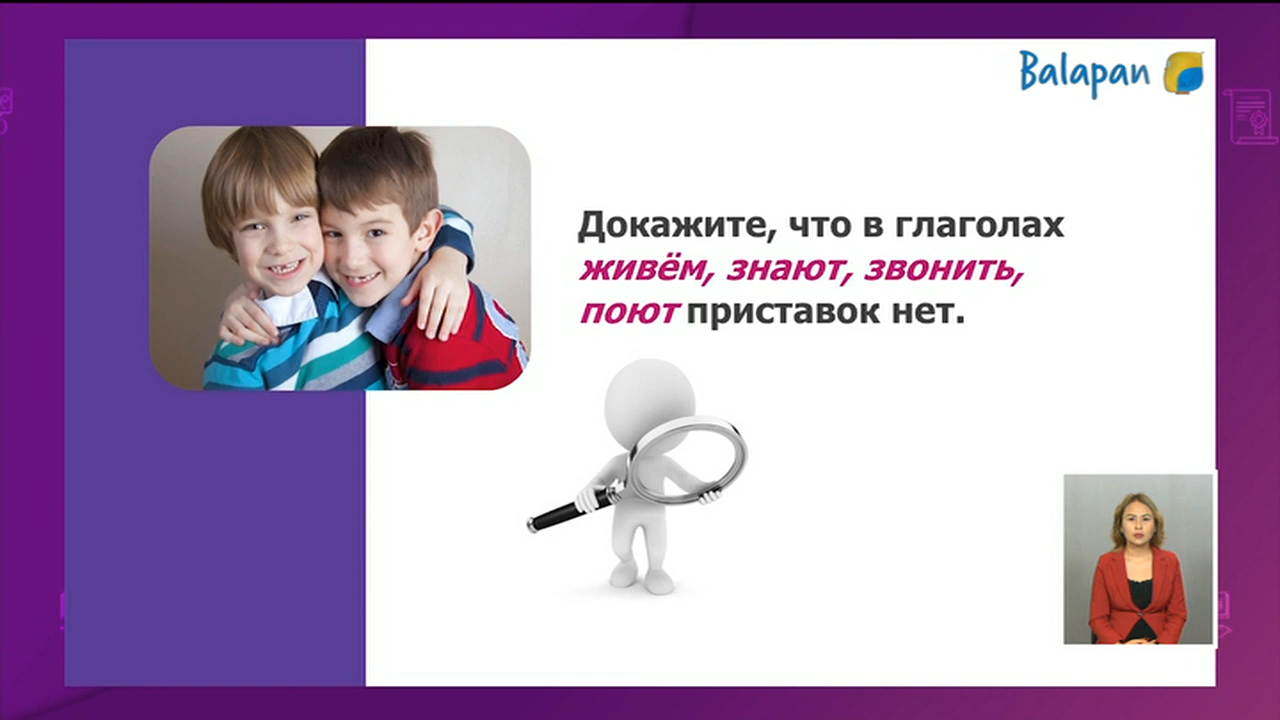 Balapan
Докажите, что в глаголах
живём, знают, звонить,
поют приставок нет.